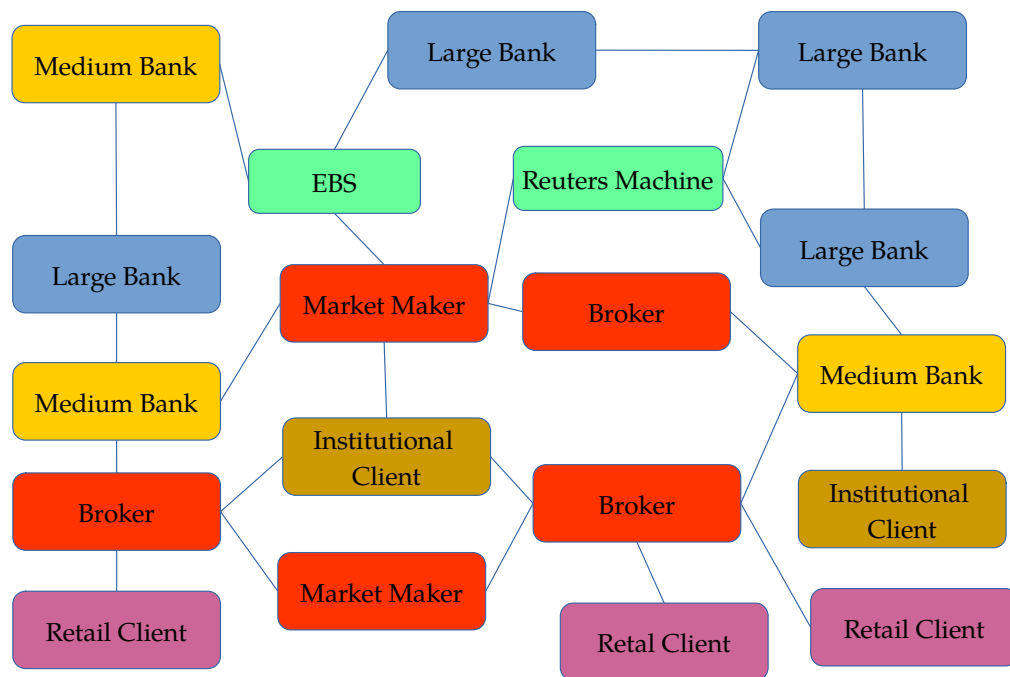 Medium Bank
Large Bank
Large Bank
EBS
Reuters Machine
Large Bank
Large Bank
Market Maker
Broker
Medium Bank
Medium Bank
Institutional
Client
Broker
Broker
Institutional
Client
Market Maker
Retail Client
Retal Client
Retail Client